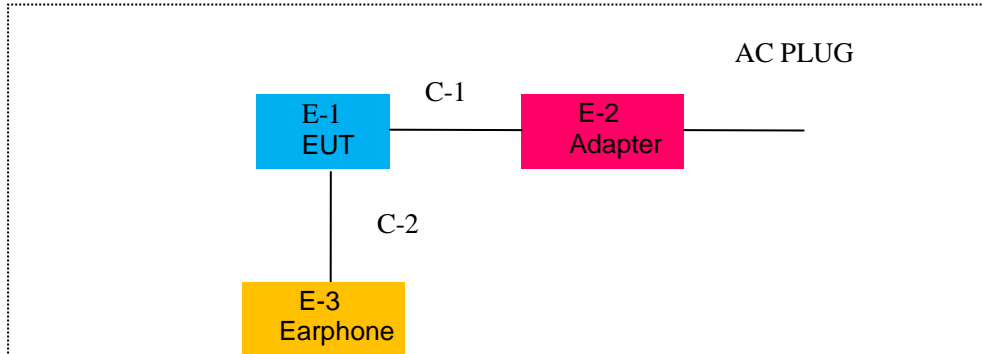 AC PLUG
C-1
E-1
EUT
E-2
Adapter
C-2
E-3
Earphone